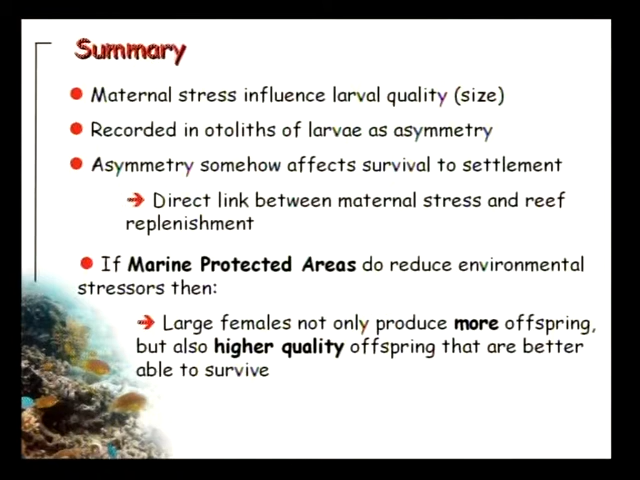 Summary
Maternal stress influence larval quality (size)
Recorded in otoliths of larvae as asymmetry
Asymmetry somehow affects survival to settlement
Direct link between maternal stress and reef
replenishment
If Marine Protected Areas do reduce environmental
stressors then:
Large females not only produce more offspring,
but also higher quality offspring that are better
able to survive